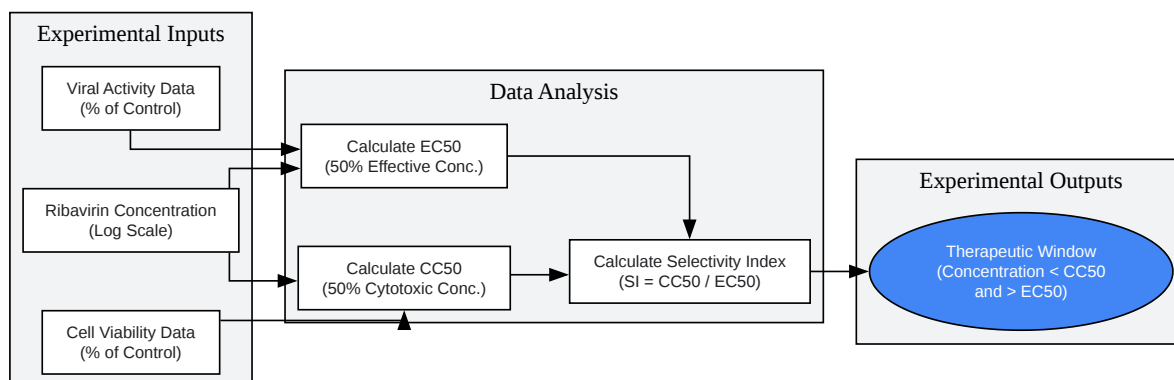 Experimental Inputs
Viral Activity Data
(% of Control)
Ribavirin Concentration
(Log Scale)
Cell Viability Data
(% of Control)
Data Analysis
Calculate EC50
(50% Effective Conc.)
Calculate CC50
(50% Cytotoxic Conc.)
Calculate Selectivity Index
(SI = CC50 / EC50)
Experimental Outputs
Therapeutic Window
(Concentration < CC50
and > EC50)